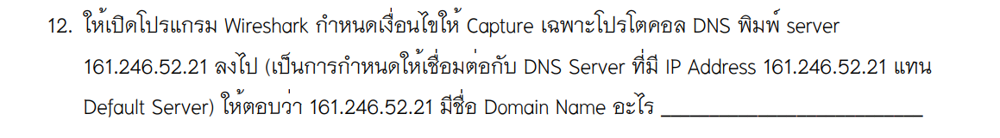 12. ให้เปิดโปรแกรม Wireshark กำหนดเงื่อนไขให้ Capture เฉพาะโปรโตคอล DNS พิมพ์ server
161.246.52.21 ลงไป (เป็นการกำหนดให้เชื่อมต่อกับ DNS Server ที่มี IP Address 161.246.52.21 แทน
Default Server) ให้ตอบว่า 161.246.52.21 มีชื่อ Domain Name อะไร ____________________________